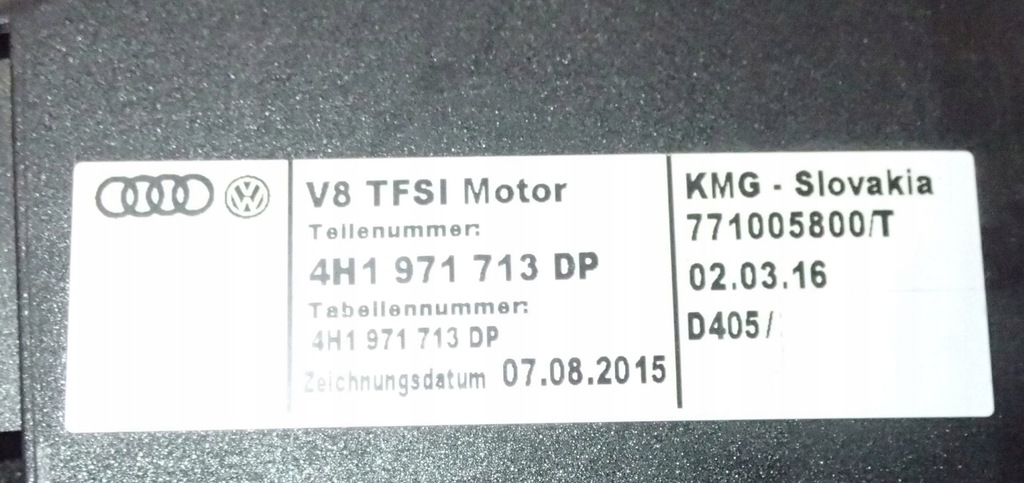 V8 TFSI Motor
Teilenummer:
4H1 971 713 DP
Tabellennummer:
4H1 971 713 DP
Zeichnungsdatum 07.08.2015
KMG - Slovakia
771005800/T
02.03.16
D405/